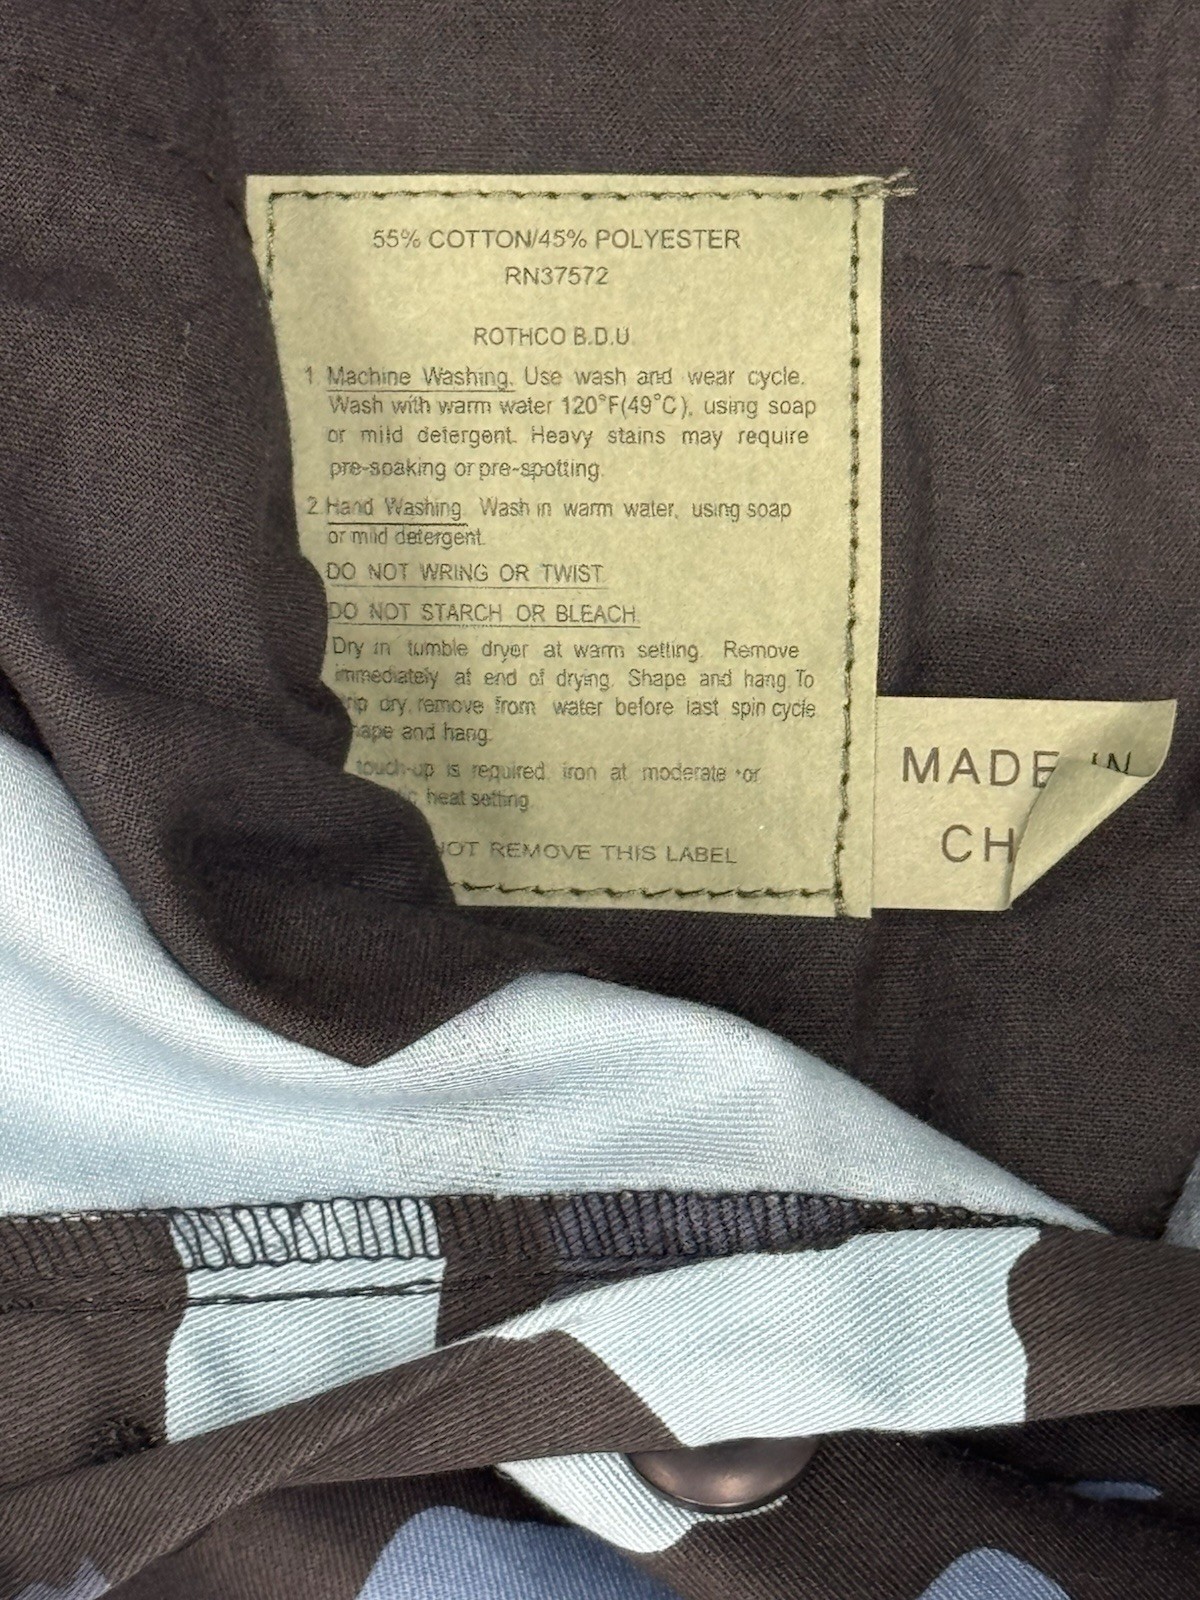 55% COTTON/45% POLYESTER
RN37572
ROTHCO B.D.U.
1 Machine Washing. Use wash and wear cycle.
Wash with warm water 120°F(49°C), using soap
or mild detergent. Heavy stains may require
pre-soaking or pre-spotting.
2 Hand Washing. Wash in warm water, using soap
or mild detergent.
DO NOT WRING OR TWIST
DO NOT STARCH OR BLEACH.
Dry in tumble dryer at warm setting. Remove
immediately at end of drying. Shape and hang. To
dry, remove from water before last spin cycle
and hang.
touch-up is required, iron at moderate or
heat setting.
REMOVE THIS LABEL
MADE IN